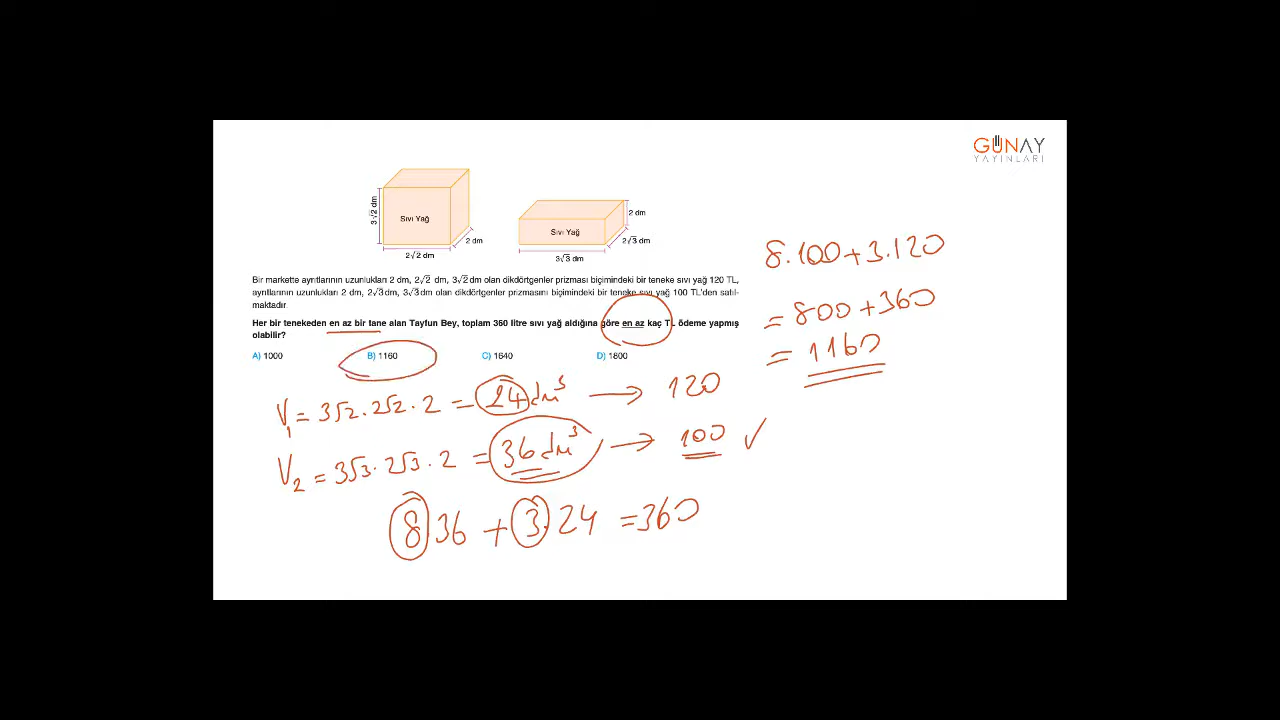 GÜNAY
YAYINLARI
3√2 dm
Sıvı Yağ
2 dm
2√2 dm
2 dm
Sıvı Yağ
2√3 dm
3√3 dm
8.100+3.120
= 800+360
= 1160
Bir markette ayrıtlarının uzunlukları 2 dm, 2√2 dm, 3√2 dm olan dikdörtgenler prizması biçimindeki bir teneke sıvı yağ 120 TL,
ayrıtlarının uzunlukları 2 dm, 2√3 dm, 3√3 dm olan dikdörtgenler prizmasını biçimindeki bir teneke sıvı yağ 100 TL'den satıl-
maktadır.
Her bir tenekeden en az bir tane alan Tayfun Bey, toplam 360 litre sıvı yağ aldığına göre en az kaç TL ödeme yapmış
olabilir?
A) 1000 B) 1160 C) 1640 D) 1800
V₁ = 3√2 . 2√2 . 2 = 24 dm³ → 120
V₂ = 3√3 . 2√3 . 2 = 36 dm³ → 100 ✓
8 36 + 3.24 = 360